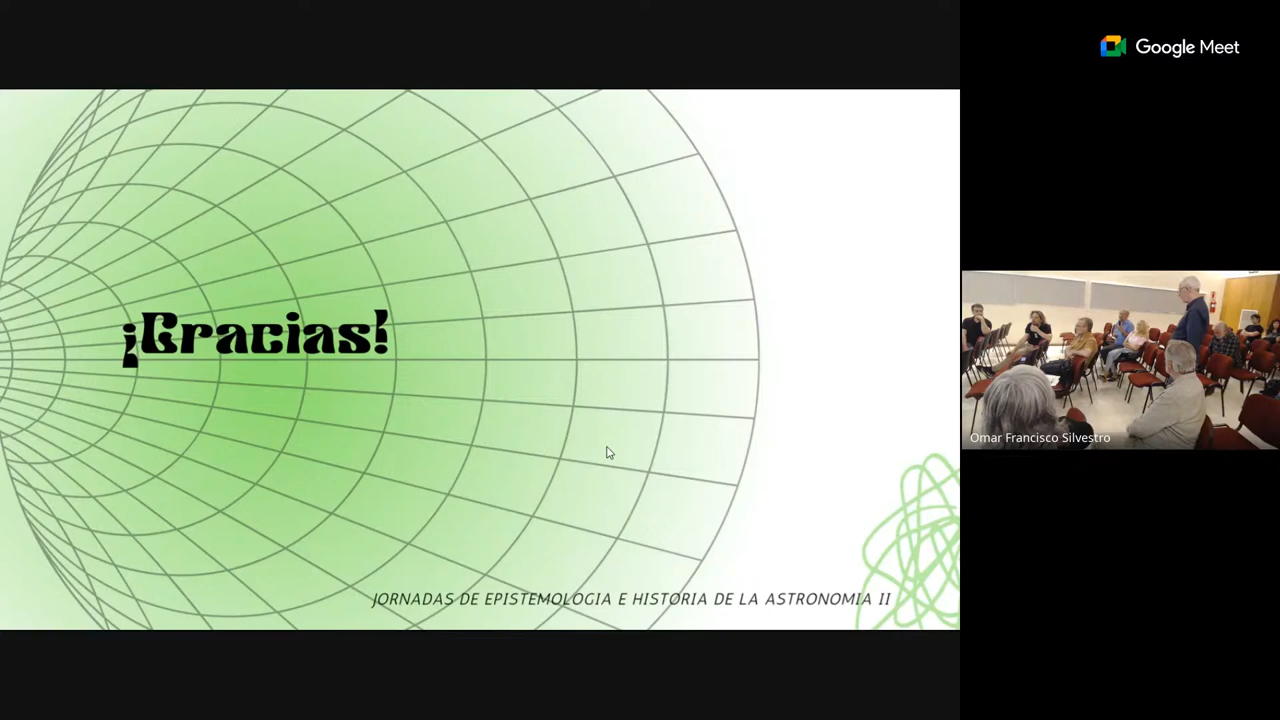 Google Meet
¡Gracias!
Omar Francisco Silvestro
JORNADAS DE EPISTEMOLOGIA E HISTORIA DE LA ASTRONOMIA II